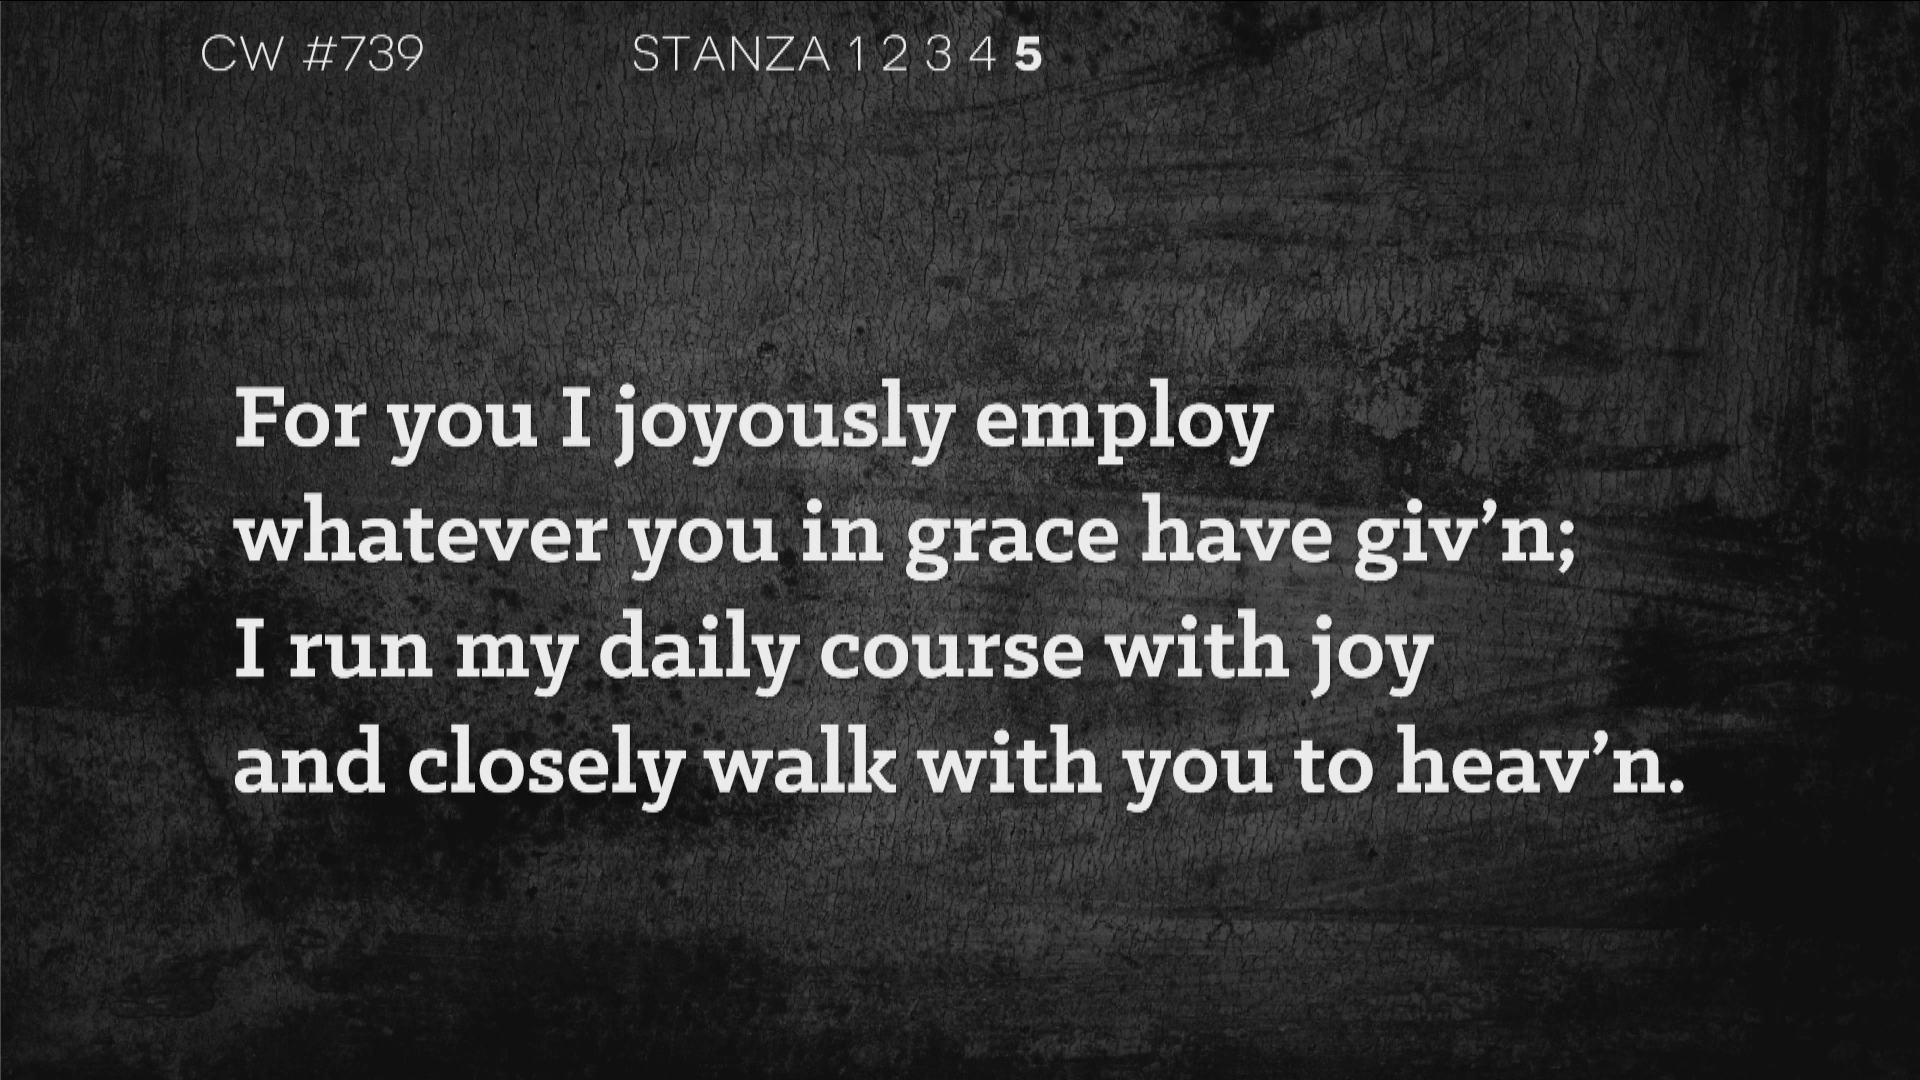 CW #739 STANZA 1 2 3 4 5
For you I joyously employ
whatever you in grace have giv’n;
I run my daily course with joy
and closely walk with you to heav’n.